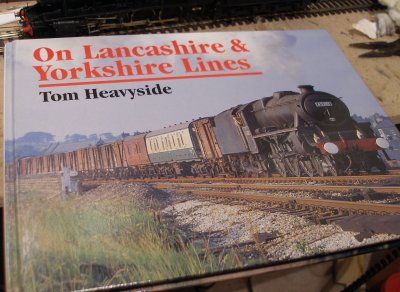 On Lancashire &
Yorkshire Lines
Tom Heavyside